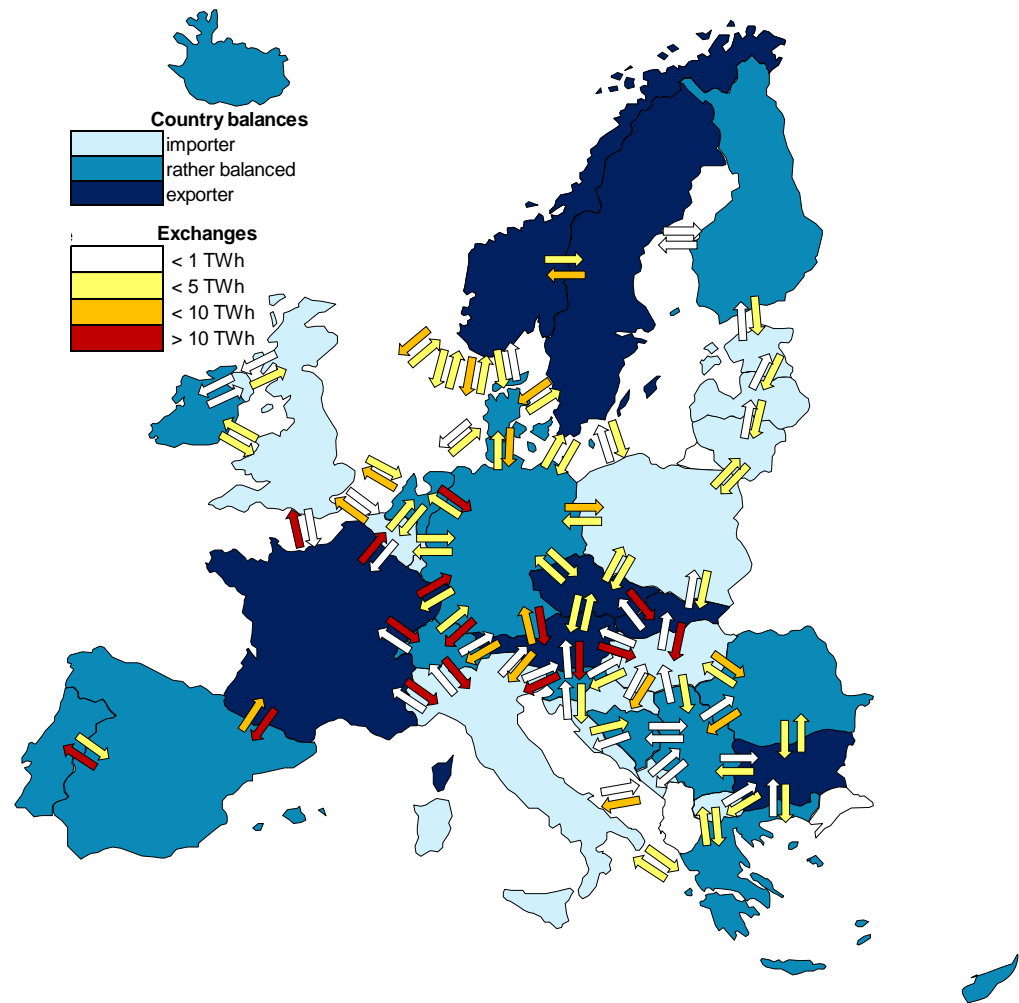 Country balances
importer
rather balanced
exporter
Exchanges
< 1 TWh
< 5 TWh
< 10 TWh
> 10 TWh